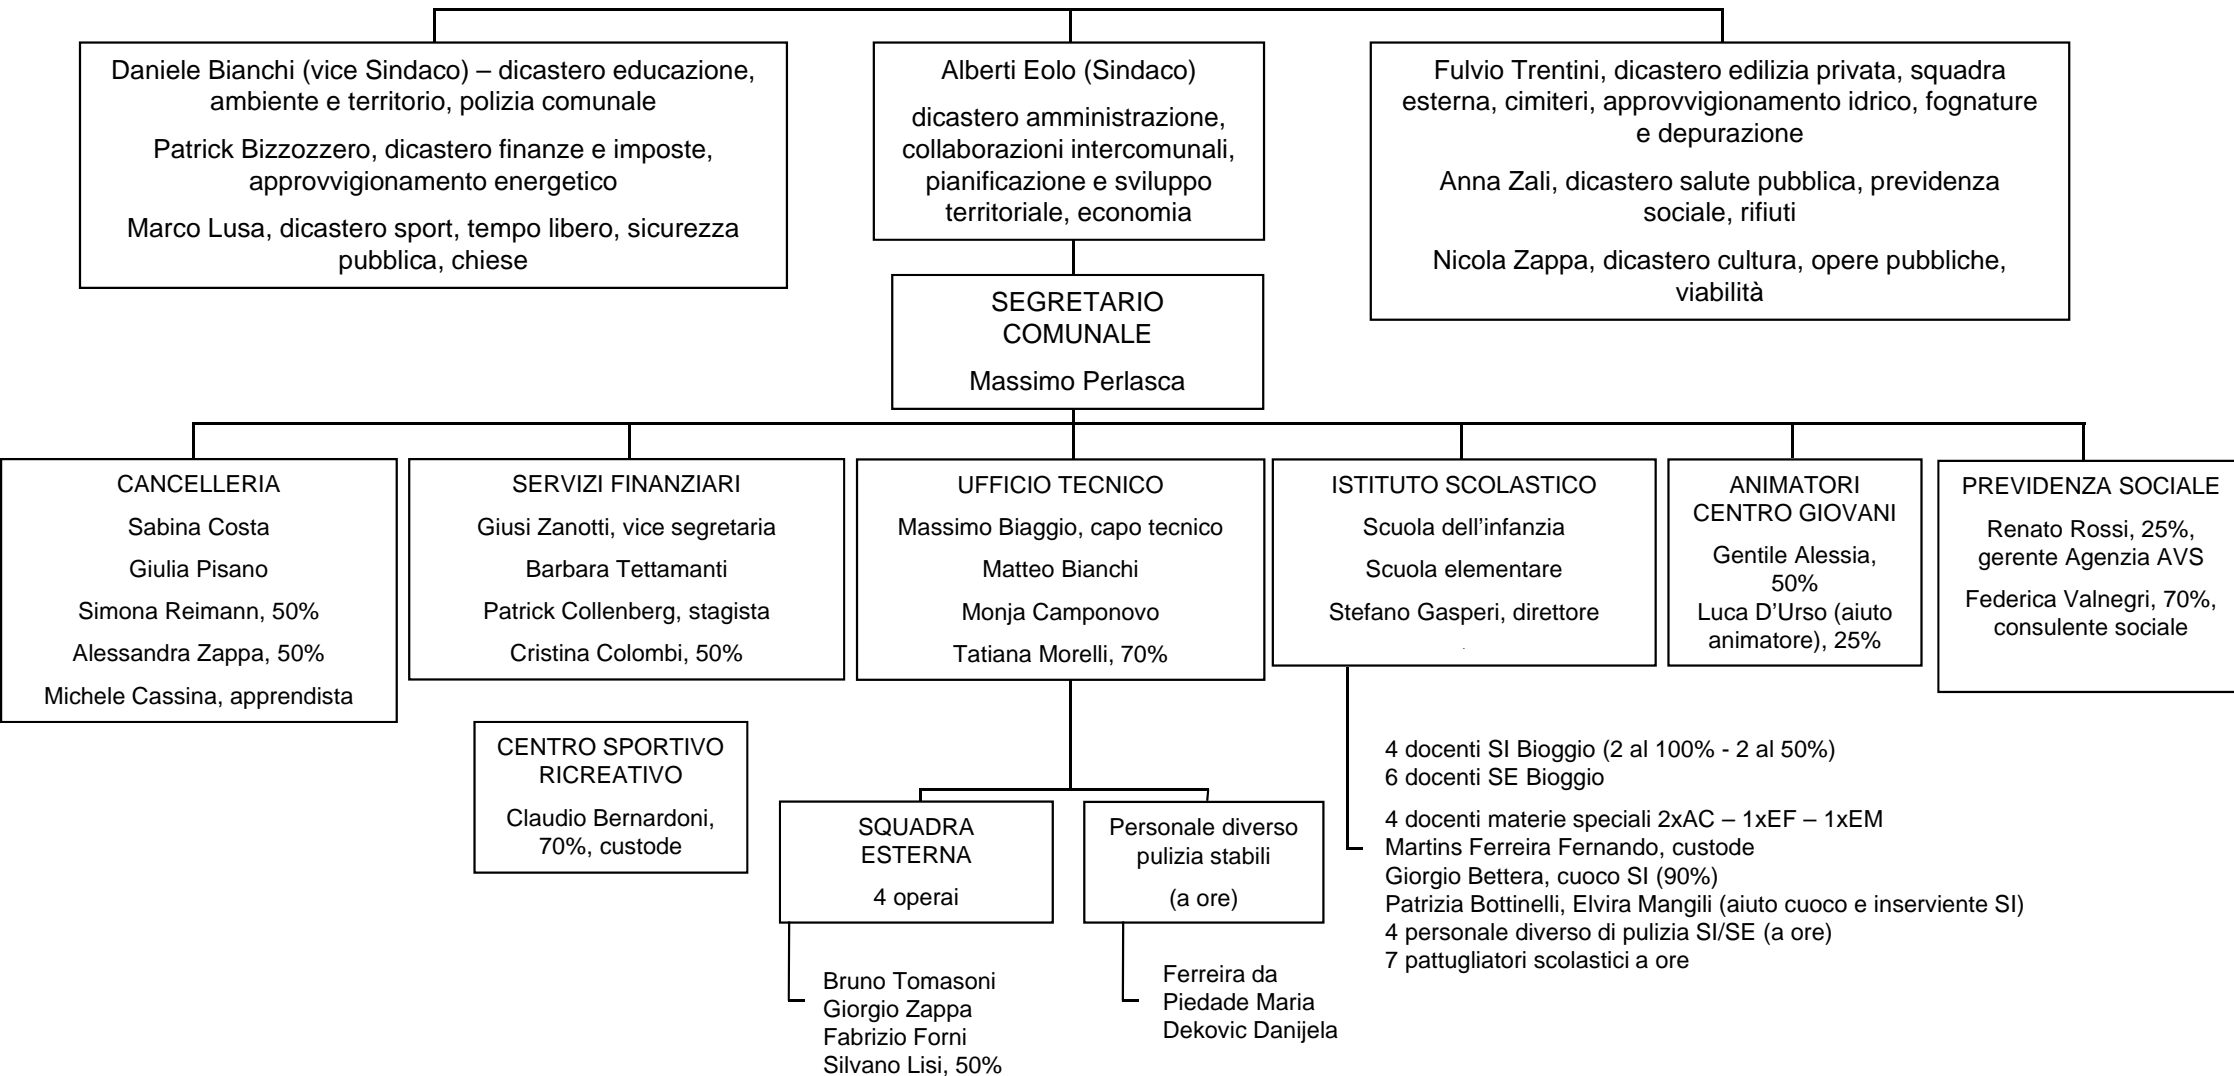 Daniele Bianchi (vice Sindaco) – dicastero educazione,
ambiente e territorio, polizia comunale
Patrick Bizzozzero, dicastero finanze e imposte,
approvvigionamento energetico
Marco Lusa, dicastero sport, tempo libero, sicurezza
pubblica, chiese
Alberti Eolo (Sindaco)
dicastero amministrazione,
collaborazioni intercomunali,
pianificazione e sviluppo
territoriale, economia
Fulvio Trentini, dicastero edilizia privata, squadra
esterna, cimiteri, approvvigionamento idrico, fognature
e depurazione
Anna Zali, dicastero salute pubblica, previdenza
sociale, rifiuti
Nicola Zappa, dicastero cultura, opere pubbliche,
viabilità
SEGRETARIO
COMUNALE
Massimo Perlasca
CANCELLERIA
Sabina Costa
Giulia Pisano
Simona Reimann, 50%
Alessandra Zappa, 50%
Michele Cassina, apprendista
SERVIZI FINANZIARI
Giusi Zanotti, vice segretaria
Barbara Tettamanti
Patrick Collenberg, stagista
Cristina Colombi, 50%
UFFICIO TECNICO
Massimo Biaggio, capo tecnico
Matteo Bianchi
Monja Camponovo
Tatiana Morelli, 70%
ISTITUTO SCOLASTICO
Scuola dell’infanzia
Scuola elementare
Stefano Gasperi, direttore
.
ANIMATORI
CENTRO GIOVANI
Gentile Alessia,
50%
Luca D’Urso (aiuto
animatore), 25%
PREVIDENZA SOCIALE
Renato Rossi, 25%,
gerente Agenzia AVS
Federica Valnegri, 70%,
consulente sociale
CENTRO SPORTIVO
RICREATIVO
Claudio Bernardoni,
70%, custode
SQUADRA
ESTERNA
4 operai
Personale diverso
pulizia stabili
(a ore)
4 docenti SI Bioggio (2 al 100% - 2 al 50%)
6 docenti SE Bioggio
4 docenti materie speciali 2xAC – 1xEF – 1xEM
Martins Ferreira Fernando, custode
Giorgio Bettera, cuoco SI (90%)
Patrizia Bottinelli, Elvira Mangili (aiuto cuoco e inserviente SI)
4 personale diverso di pulizia SI/SE (a ore)
7 pattugliatori scolastici a ore
Bruno Tomasoni
Giorgio Zappa
Fabrizio Forni
Silvano Lisi, 50%
Ferreira da
Piedade Maria
Dekovic Danijela